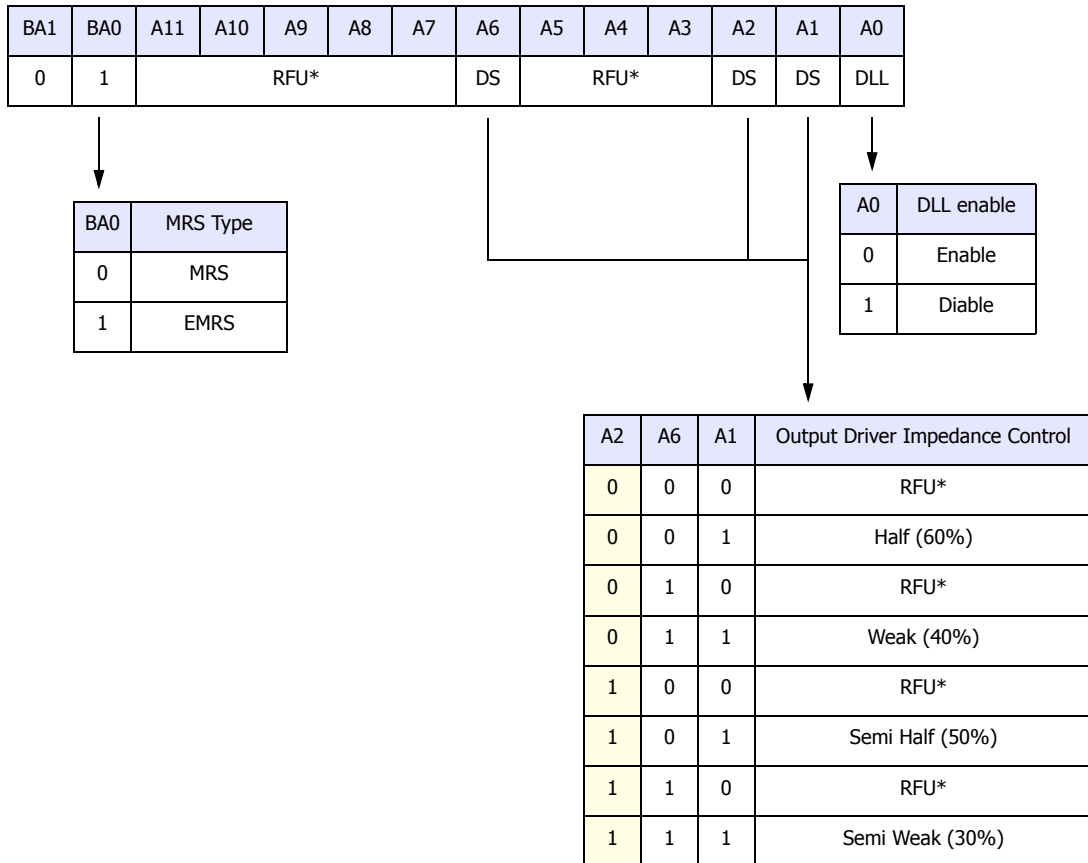 BA1 BA0 A11 A10 A9 A8 A7 A6 A5 A4 A3 A2 A1 A0
0 1 RFU* DS RFU* DS DS DLL
BA0 MRS Type
0 MRS
1 EMRS
A0 DLL enable
0 Enable
1 Diable
A2 A6 A1 Output Driver Impedance Control
0 0 0 RFU*
0 0 1 Half (60%)
0 1 0 RFU*
0 1 1 Weak (40%)
1 0 0 RFU*
1 0 1 Semi Half (50%)
1 1 0 RFU*
1 1 1 Semi Weak (30%)